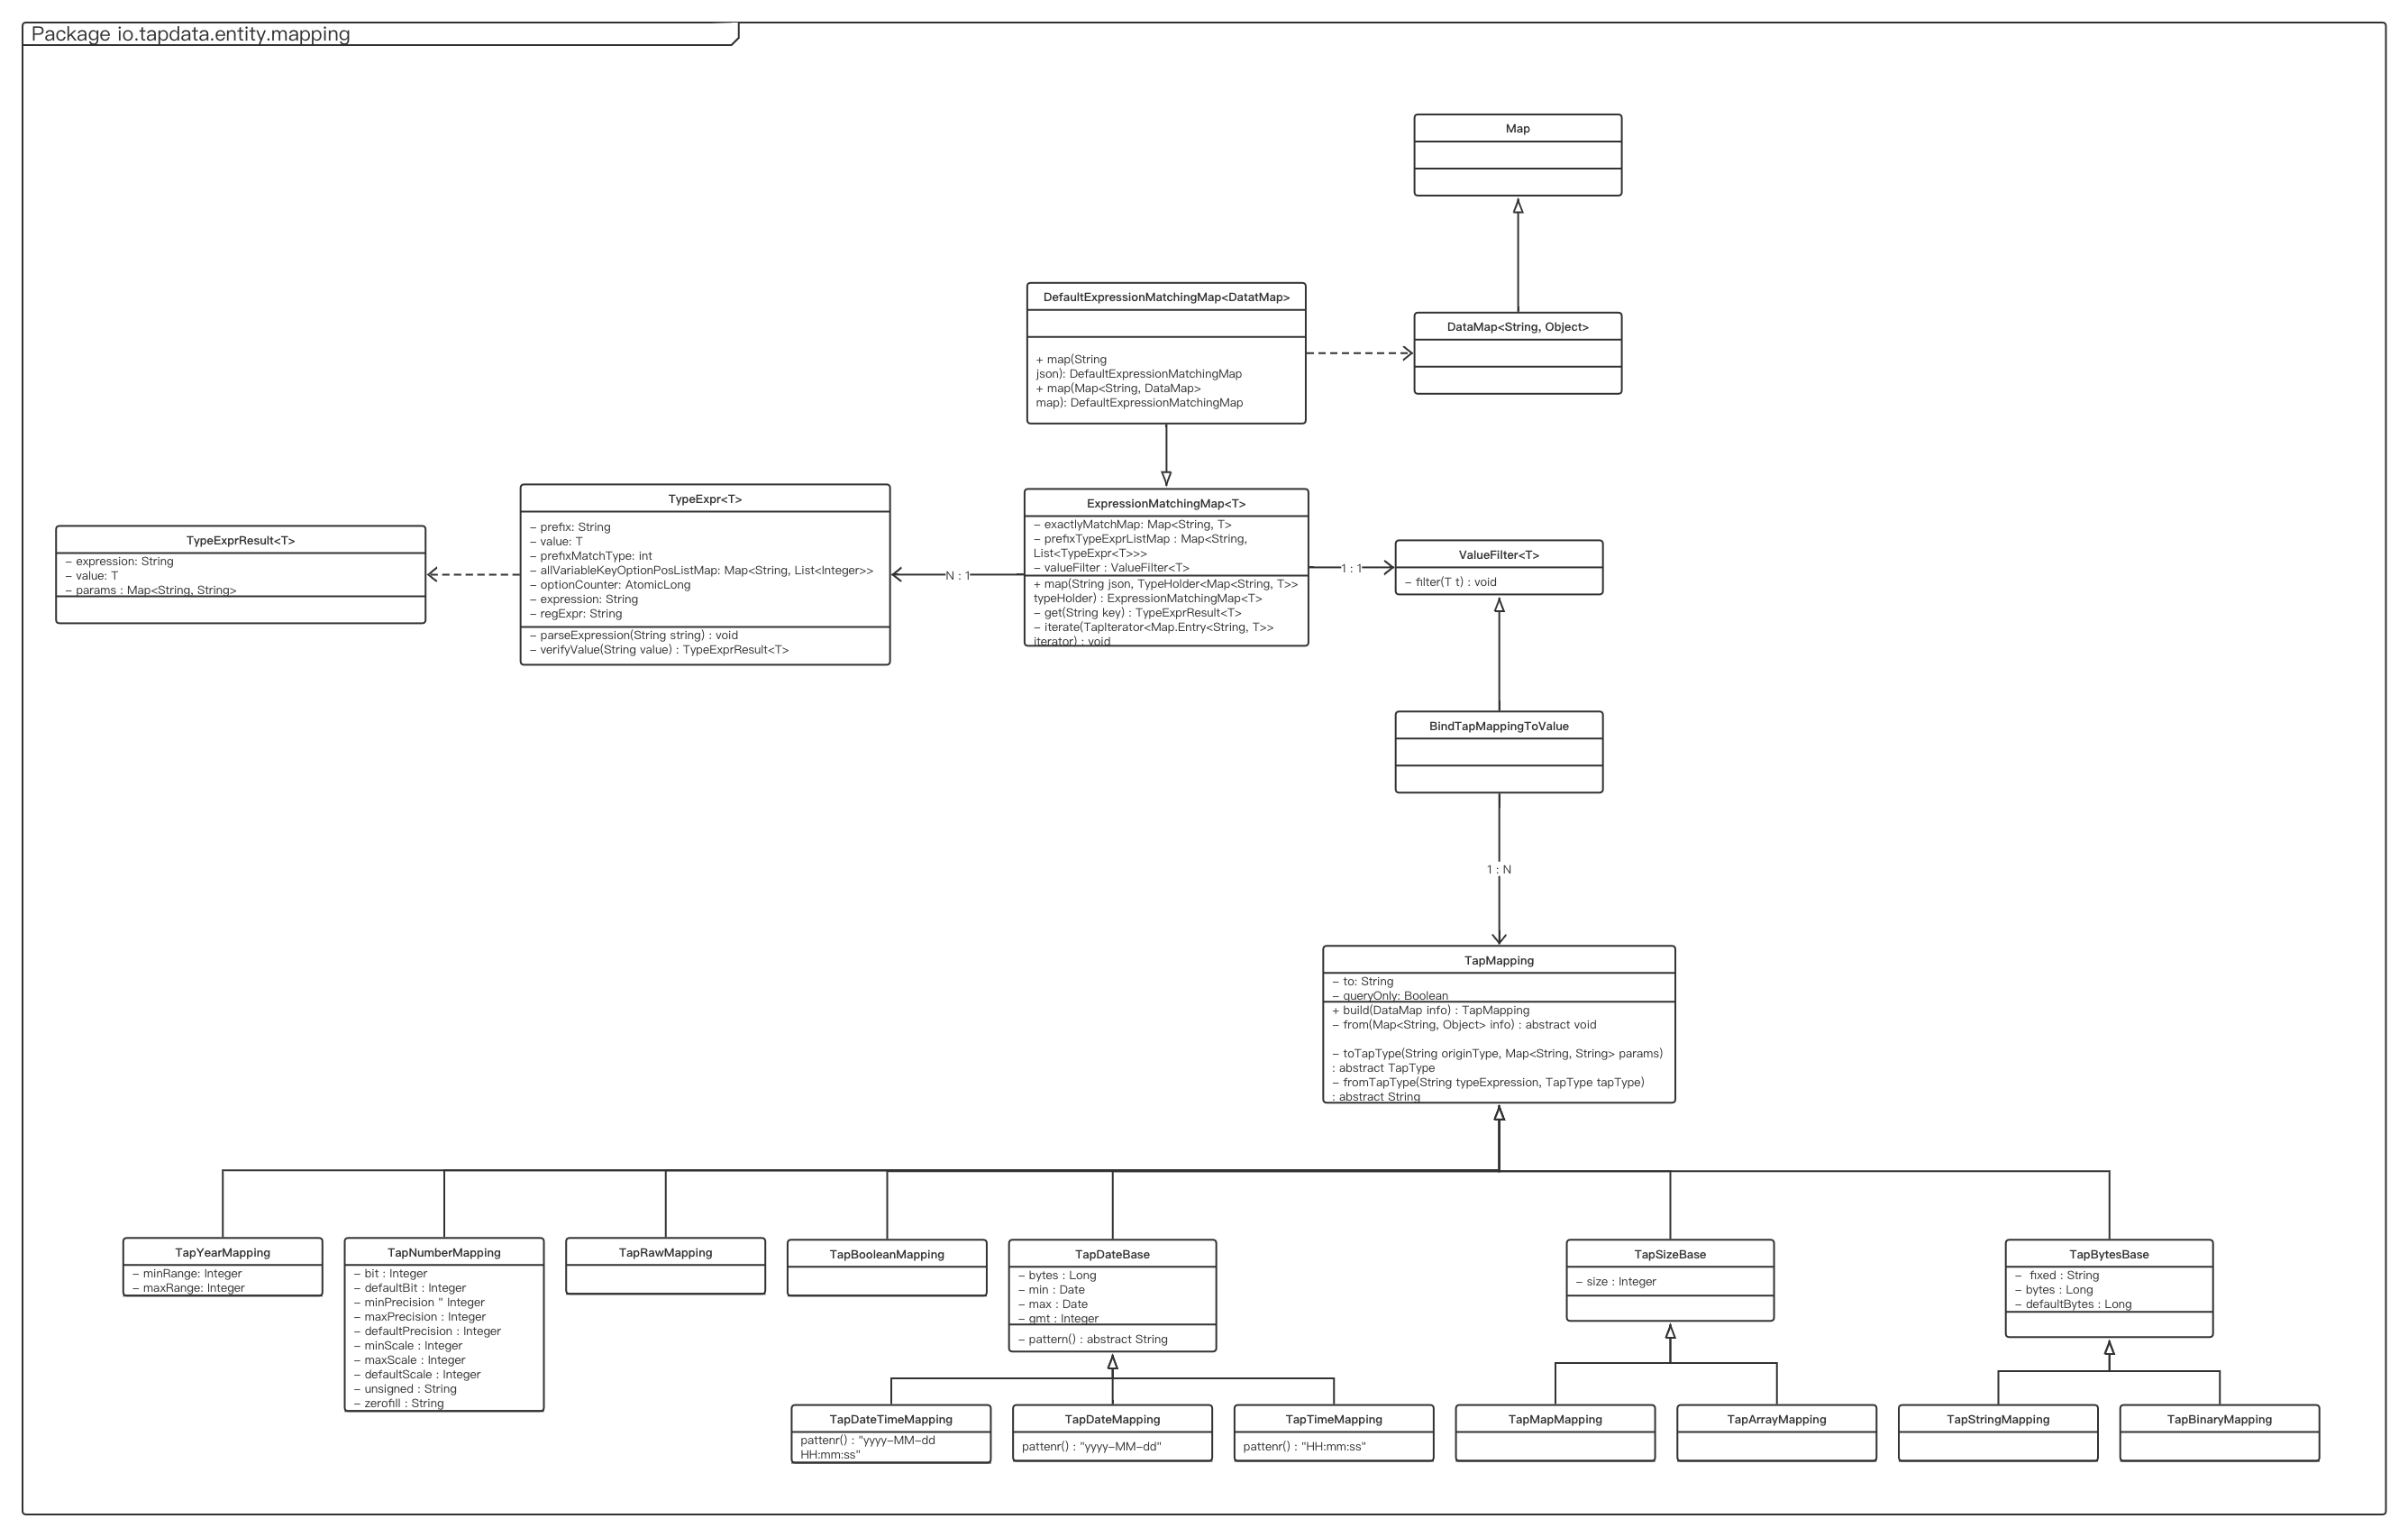 Package io.tapdata.entity.mapping
Map
DefaultExpressionMatchingMap<DatatMap>
+ map(String
json): DefaultExpressionMatchingMap
+ map(Map<String, DataMap>
map): DefaultExpressionMatchingMap
DataMap<String, Object>
TypeExprResult<T>
– expression: String
– value: T
– params : Map<String, String>
TypeExpr<T>
– prefix: String
– value: T
– prefixMatchType: int
– allVariableKeyOptionPosListMap: Map<String, List<Integer>>
– optionCounter: AtomicLong
– expression: String
– regExpr: String
– parseExpression(String string) : void
– verifyValue(String value) : TypeExprResult<T>
N : 1
ExpressionMatchingMap<T>
– exactlyMatchMap: Map<String, T>
– prefixTypeExprListMap : Map<String,
List<TypeExpr<T>>>
– valueFilter : ValueFilter<T>
+ map(String json, TypeHolder<Map<String, T>>
typeHolder) : ExpressionMatchingMap<T>
– get(String key) : TypeExprResult<T>
– iterate(TapIterator<Map.Entry<String, T>>
iterator) : void
1 : 1
ValueFilter<T>
– filter(T t) : void
BindTapMappingToValue
1 : N
TapMapping
– to: String
– queryOnly: Boolean
+ build(DataMap info) : TapMapping
– from(Map<String, Object> info) : abstract void
– toTapType(String originType, Map<String, String> params)
: abstract TapType
– fromTapType(String typeExpression, TapType tapType)
: abstract String
TapYearMapping
– minRange: Integer
– maxRange: Integer
TapNumberMapping
– bit : Integer
– defaultBit : Integer
– minPrecision " Integer
– maxPrecision : Integer
– defaultPrecision : Integer
– minScale : Integer
– maxScale : Integer
– defaultScale : Integer
– unsigned : String
– zerofill : String
TapRawMapping
TapBooleanMapping
TapDateBase
– bytes : Long
– min : Date
– max : Date
– gmt : Integer
– pattern() : abstract String
TapSizeBase
– size : Integer
TapBytesBase
– fixed : String
– bytes : Long
– defaultBytes : Long
TapDateTimeMapping
pattenr() : "yyyy–MM–dd
HH:mm:ss"
TapDateMapping
pattenr() : "yyyy–MM–dd"
TapTimeMapping
pattenr() : "HH:mm:ss"
TapMapMapping
TapArrayMapping
TapStringMapping
TapBinaryMapping